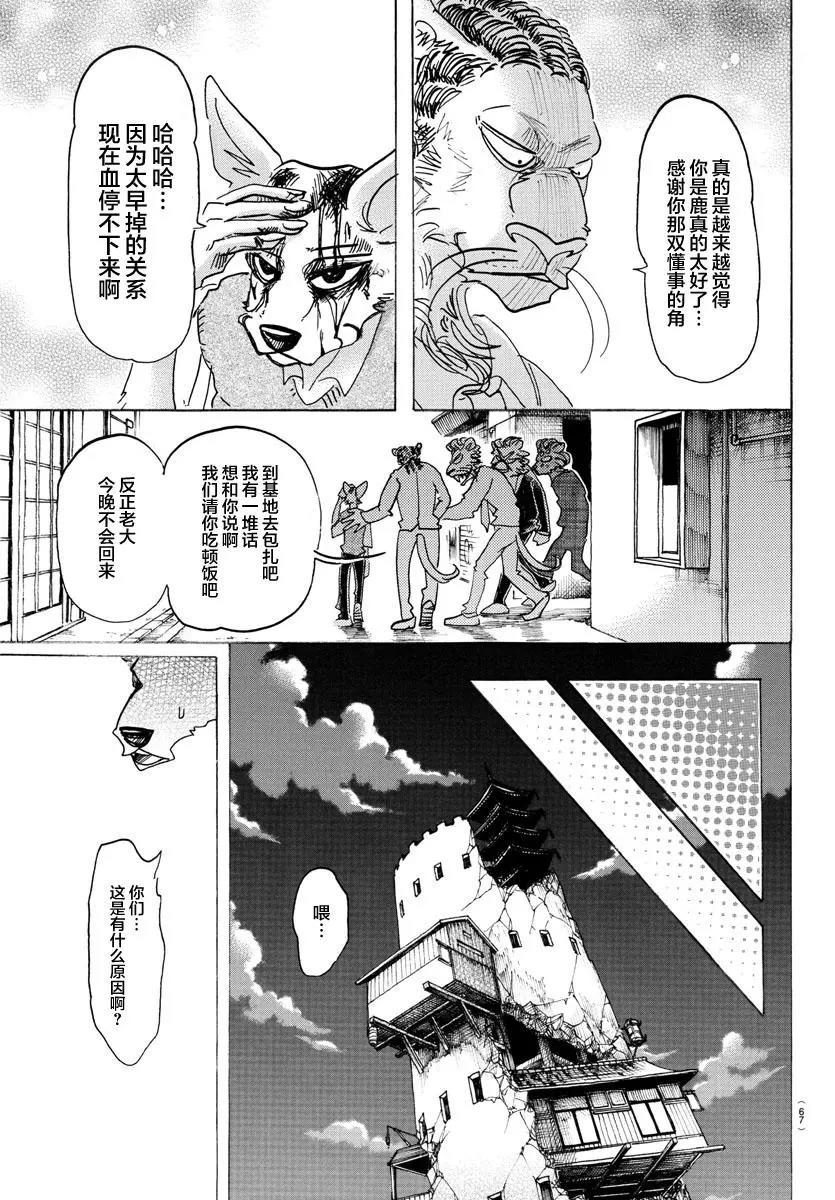 真的是越来越觉得
你是鹿真的太好了…
感谢你那双懂事的角
哈哈哈…
因为太早掉的关系
现在血停不下来啊
到基地去包扎吧
我有一堆话
想和你说啊
我们请你吃顿饭吧
反正老大
今晚不会回来
喂…
你们…
这是有什么原因啊？
(67)